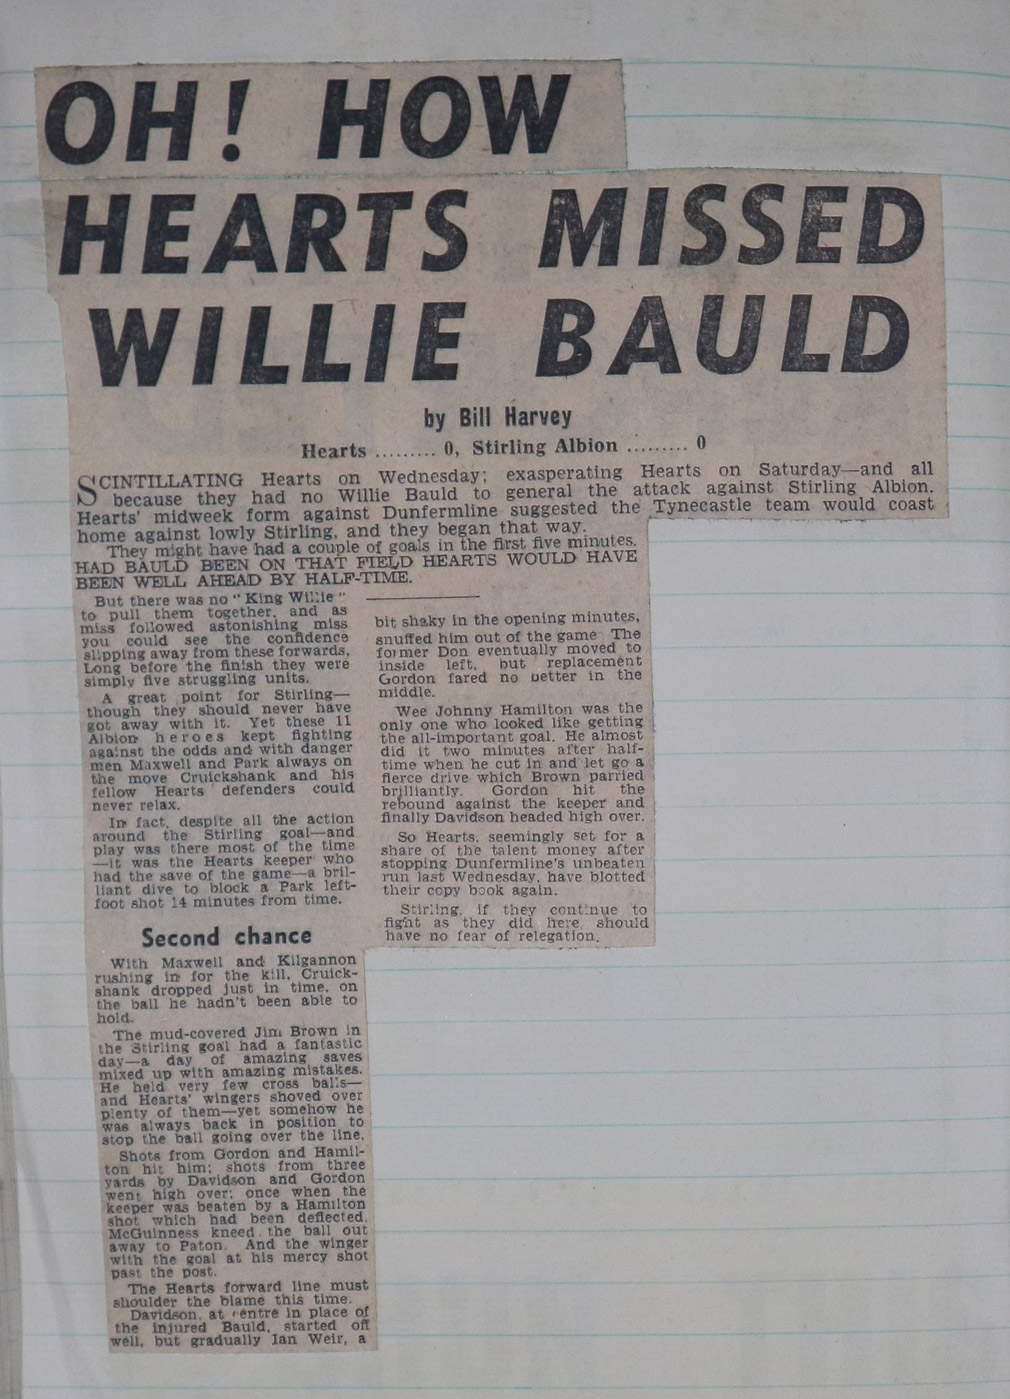 OH! HOW
HEARTS MISSED
WILLIE BAULD
by Bill Harvey
Hearts ......... 0, Stirling Albion ......... 0
SCINTILLATING Hearts on Wednesday; exasperating Hearts on Saturday—and all
because they had no Willie Bauld to general the attack against Stirling Albion.
Hearts' midweek form against Dunfermline suggested the Tynecastle team would coast
home against lowly Stirling, and they began that way.
They might have had a couple of goals in the first five minutes.
HAD BAULD BEEN ON THAT FIELD HEARTS WOULD HAVE
BEEN WELL AHEAD BY HALF-TIME.
But there was no "King Willie"
to pull them together, and as
miss followed astonishing miss
you could see the confidence
slipping away from these forwards.
Long before the finish they were
simply five struggling units.
A great point for Stirling—
though they should never have
got away with it. Yet these 11
Albion heroes kept fighting
against the odds and with danger
men Maxwell and Park always on
the move Cruickshank and his
fellow Hearts defenders could
never relax.
In fact, despite all the action
around the Stirling goal—and
play was there most of the time
—it was the Hearts keeper who
had the save of the game—a bril-
liant dive to block a Park left-
foot shot 14 minutes from time.
Second chance
With Maxwell and Kilgannon
rushing in for the kill, Cruick-
shank dropped just in time, on
the ball he hadn't been able to
hold.
The mud-covered Jim Brown in
the Stirling goal had a fantastic
day—a day of amazing saves
mixed up with amazing mistakes.
He held very few cross balls—
and Hearts' wingers shoved over
plenty of them—yet somehow he
was always back in position to
stop the ball going over the line.
Shots from Gordon and Hamil-
ton hit him; shots from three
yards by Davidson and Gordon
went high over; once when the
keeper was beaten by a Hamilton
shot which had been deflected,
McGuinness kneed the ball out
away to Paton. And the winger
with the goal at his mercy shot
past the post.
The Hearts forward line must
shoulder the blame this time.
Davidson, at centre in place of
the injured Bauld, started off
well, but gradually Ian Weir, a
bit shaky in the opening minutes,
snuffed him out of the game. The
former Don eventually moved to
inside left, but replacement
Gordon fared no better in the
middle.
Wee Johnny Hamilton was the
only one who looked like getting
the all-important goal. He almost
did it two minutes after half-
time when he cut in and let go a
fierce drive which Brown parried
brilliantly. Gordon hit the
rebound against the keeper and
finally Davidson headed high over.
So Hearts, seemingly set for a
share of the talent money after
stopping Dunfermline's unbeaten
run last Wednesday, have blotted
their copy book again.
Stirling, if they continue to
fight as they did here, should
have no fear of relegation.